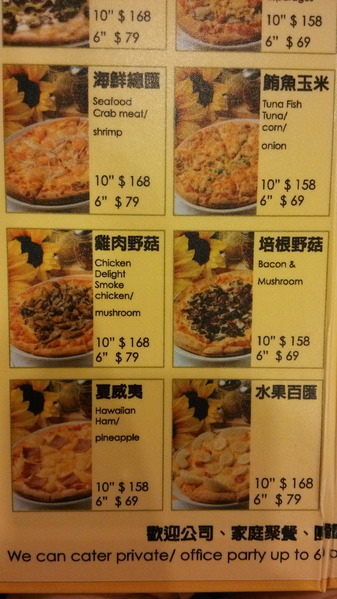 10" $ 168
6" $ 79
10" $ 158
6" $ 69
海鮮總匯
Seafood
Crab meat/
shrimp
10" $ 168
6" $ 79
鮪魚玉米
Tuna Fish
Tuna/
corn/
onion
10" $ 158
6" $ 69
雞肉野菇
Chicken
Delight
Smoke
chicken/
mushroom
10" $ 168
6" $ 79
培根野菇
Bacon &
Mushroom
10" $ 158
6" $ 69
夏威夷
Hawaiian
Ham/
pineapple
10" $ 158
6" $ 69
水果百匯
10" $ 168
6" $ 79
歡迎公司、家庭聚餐、
We can cater private/ office party up to